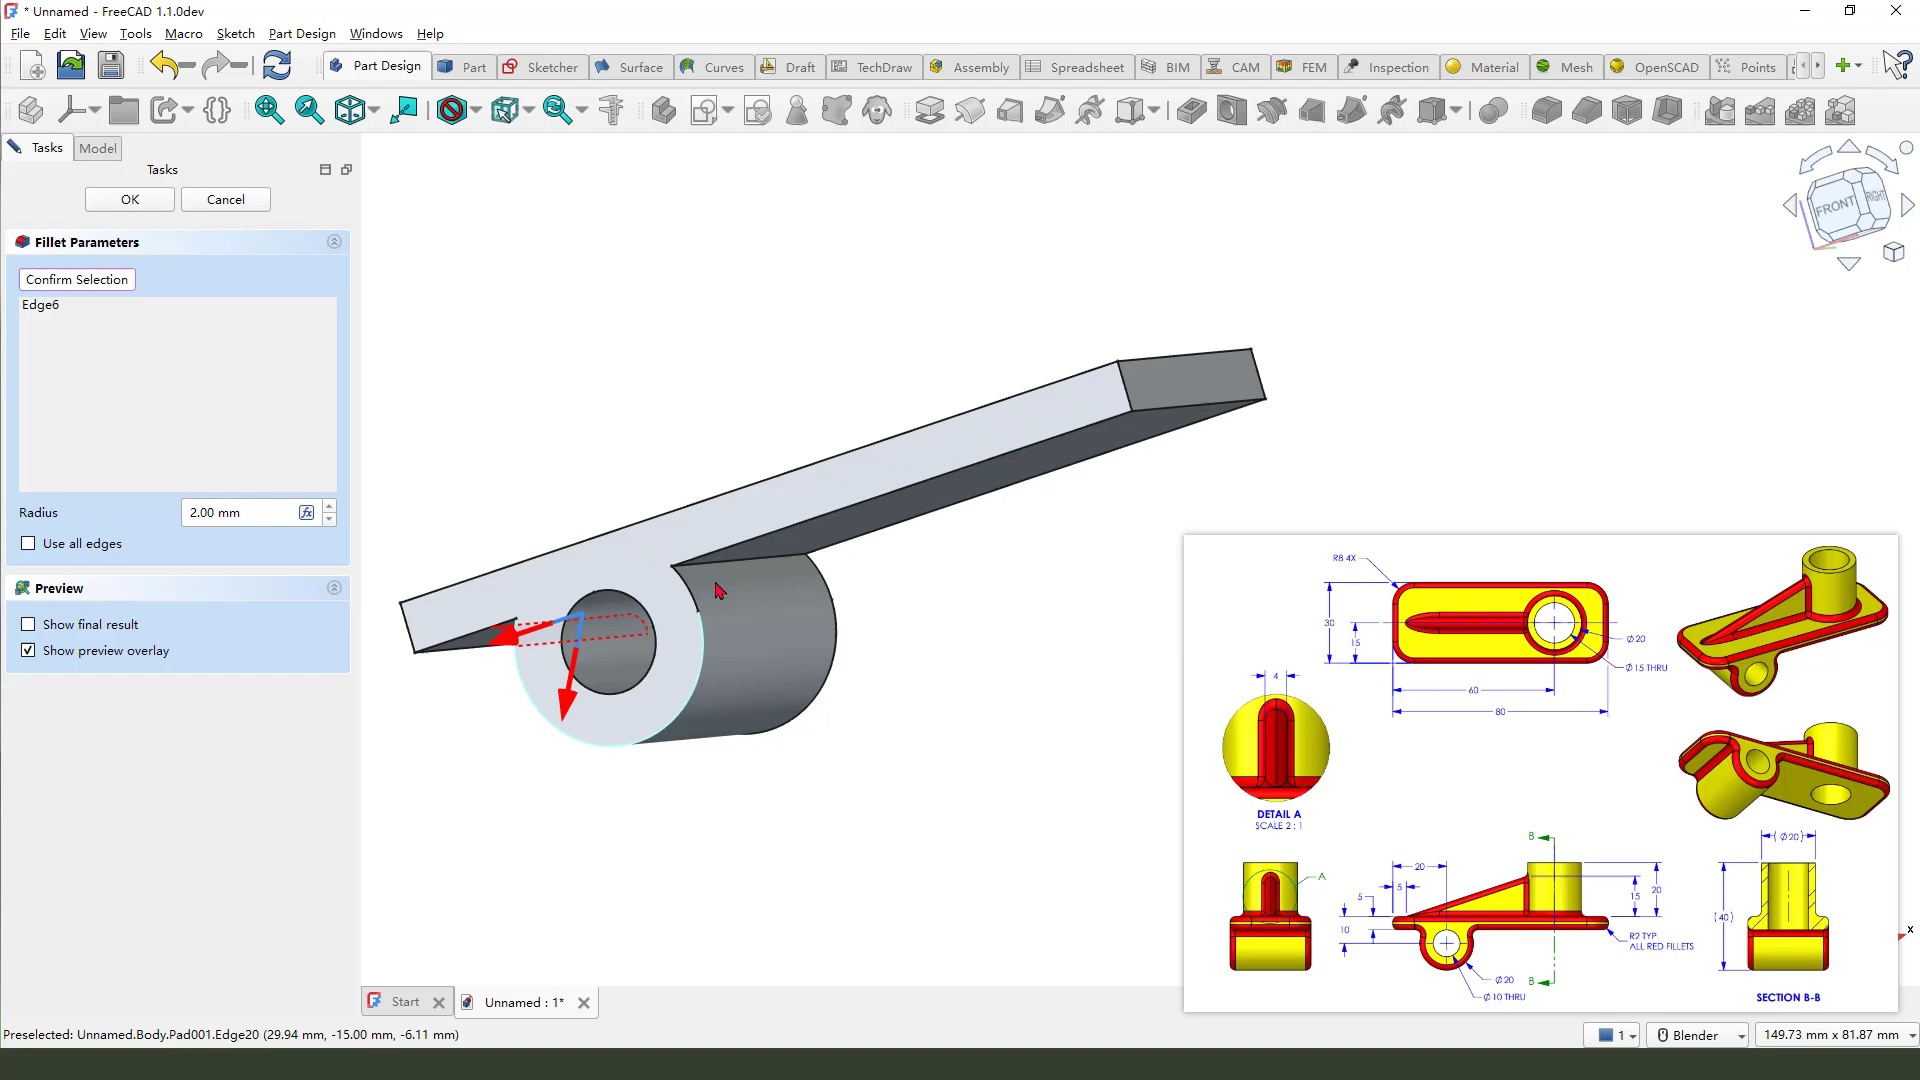 * Unnamed - FreeCAD 1.1.0dev
File Edit View Tools Macro Sketch Part Design Windows Help
Part Design Part Sketcher Surface Curves Draft TechDraw Assembly Spreadsheet BIM CAM FEM Inspection Material Mesh OpenSCAD Points
Tasks Model
Tasks
OK Cancel
Fillet Parameters
Confirm Selection
Edge6
Radius 2.00 mm
Use all edges
Preview
Show final result
Show preview overlay
FRONT RIGHT
R8 4X
30
15
Ø20
Ø15 THRU
60
80
4
DETAIL A
SCALE 2 : 1
A
20
5
5
10
B
B
15
20
R2 TYP
ALL RED FILLETS
Ø20
Ø10 THRU
(Ø20)
(40)
SECTION B-B
x
Start Unnamed : 1*
Preselected: Unnamed.Body.Pad001.Edge20 (29.94 mm, -15.00 mm, -6.11 mm)
1 Blender 149.73 mm x 81.87 mm